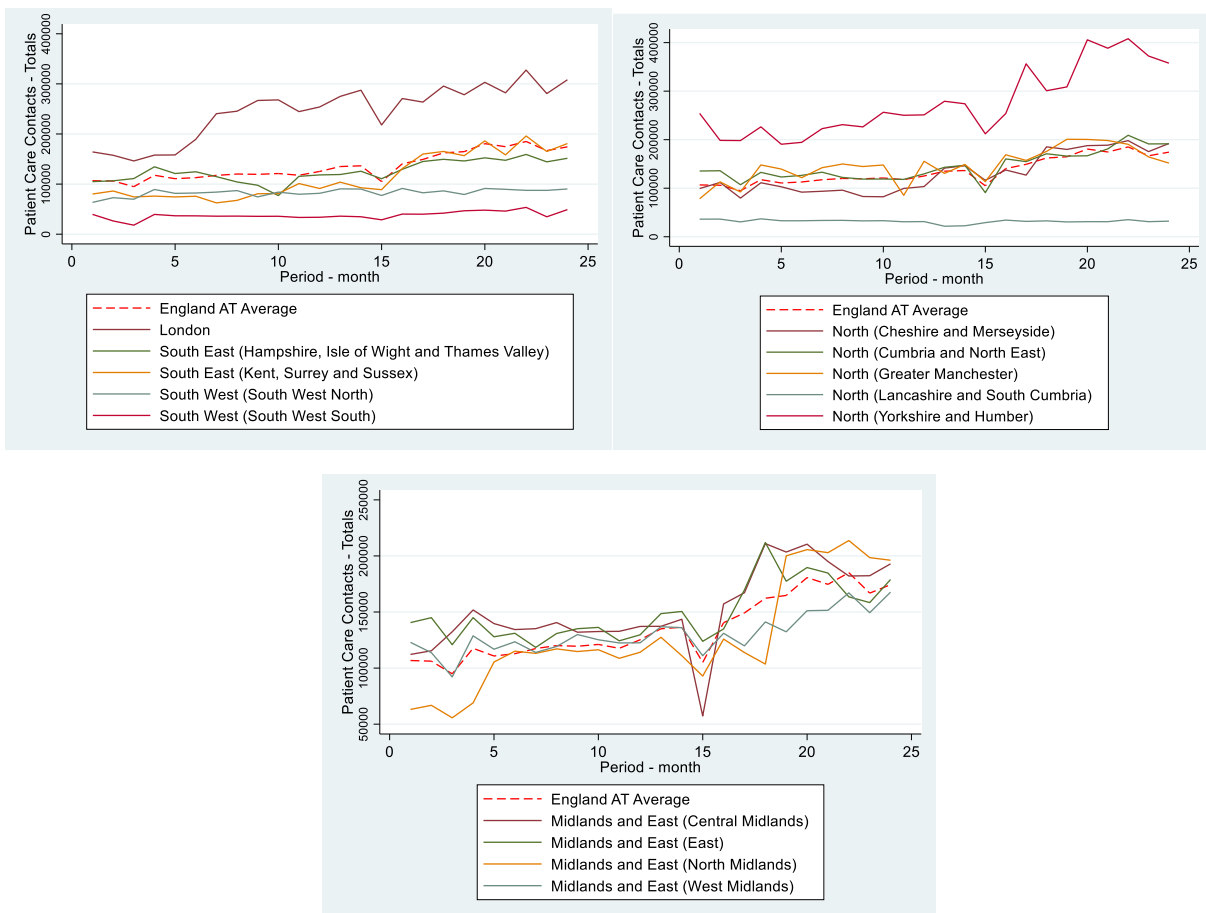 Patient Care Contacts - Totals
400000
300000
200000
100000
0
0 5 10 15 20 25
Period - month
England AT Average
London
South East (Hampshire, Isle of Wight and Thames Valley)
South East (Kent, Surrey and Sussex)
South West (South West North)
South West (South West South)
Patient Care Contacts - Totals
400000
300000
200000
100000
0
0 5 10 15 20 25
Period - month
England AT Average
North (Cheshire and Merseyside)
North (Cumbria and North East)
North (Greater Manchester)
North (Lancashire and South Cumbria)
North (Yorkshire and Humber)
Patient Care Contacts - Totals
250000
200000
150000
100000
50000
0 5 10 15 20 25
Period - month
England AT Average
Midlands and East (Central Midlands)
Midlands and East (East)
Midlands and East (North Midlands)
Midlands and East (West Midlands)